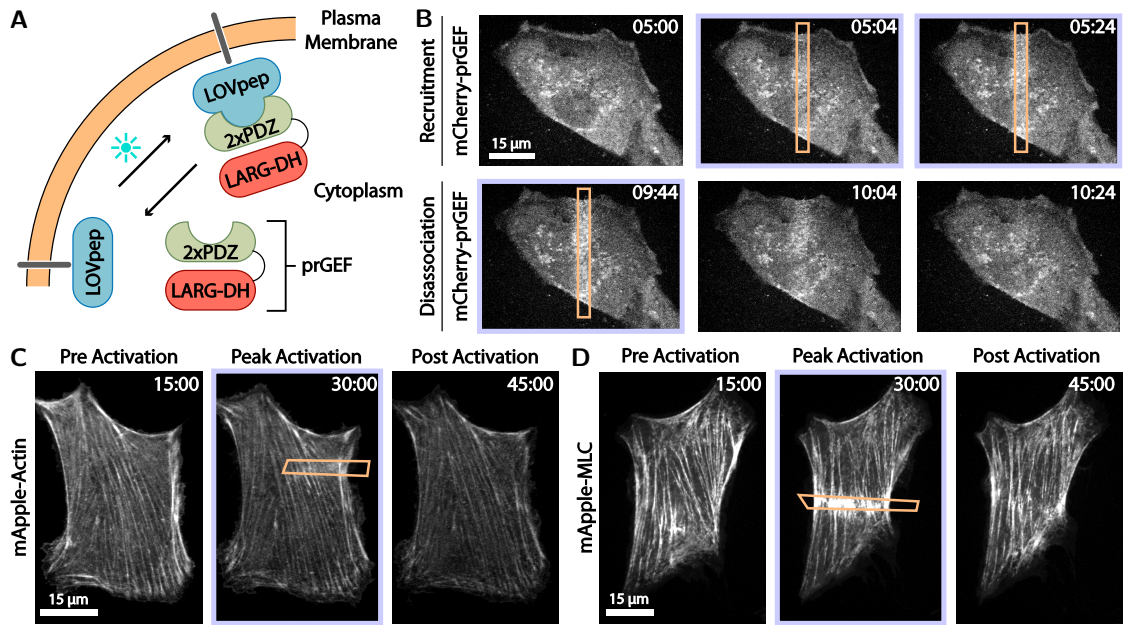 A
Plasma
Membrane
LOVpep
2xPDZ
LARG-DH
Cytoplasm
LOVpep
2xPDZ
LARG-DH
prGEF
B
Recruitment
mCherry-prGEF
05:00
15 µm
05:04
05:24
Disassociation
mCherry-prGEF
09:44
10:04
10:24
C
Pre Activation
Peak Activation
Post Activation
mApple-Actin
15:00
15 µm
30:00
45:00
D
Pre Activation
Peak Activation
Post Activation
mApple-MLC
15:00
15 µm
30:00
45:00